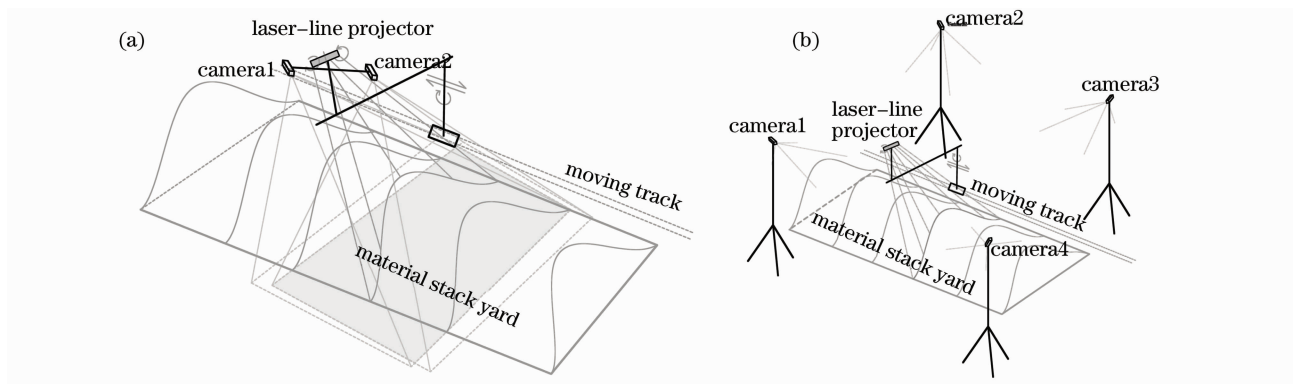 (a)
laser-line projector
camera1
camera2
moving track
material stack yard
(b)
camera2
camera3
laser-line
projector
camera1
moving track
material stack yard
camera4